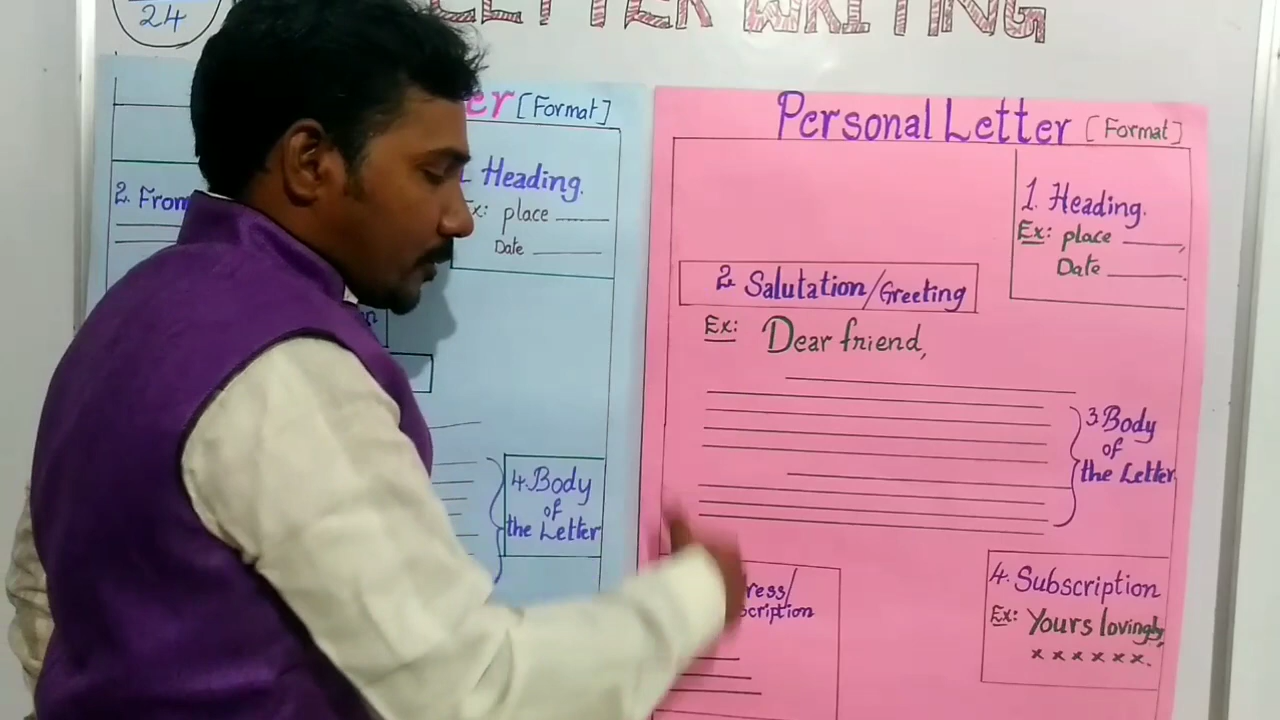 24
LETTER WRITING
er [Format]
1. Heading.
Ex: place
Date
2. From
4. Body
of
the Letter
Personal Letter [Format]
1. Heading.
Ex: place ,
Date .
2. Salutation/Greeting
Ex: Dear friend,
3. Body
of
the Letter
4. Subscription
Ex: Yours lovingly,
x x x x x x.
ress/
scription